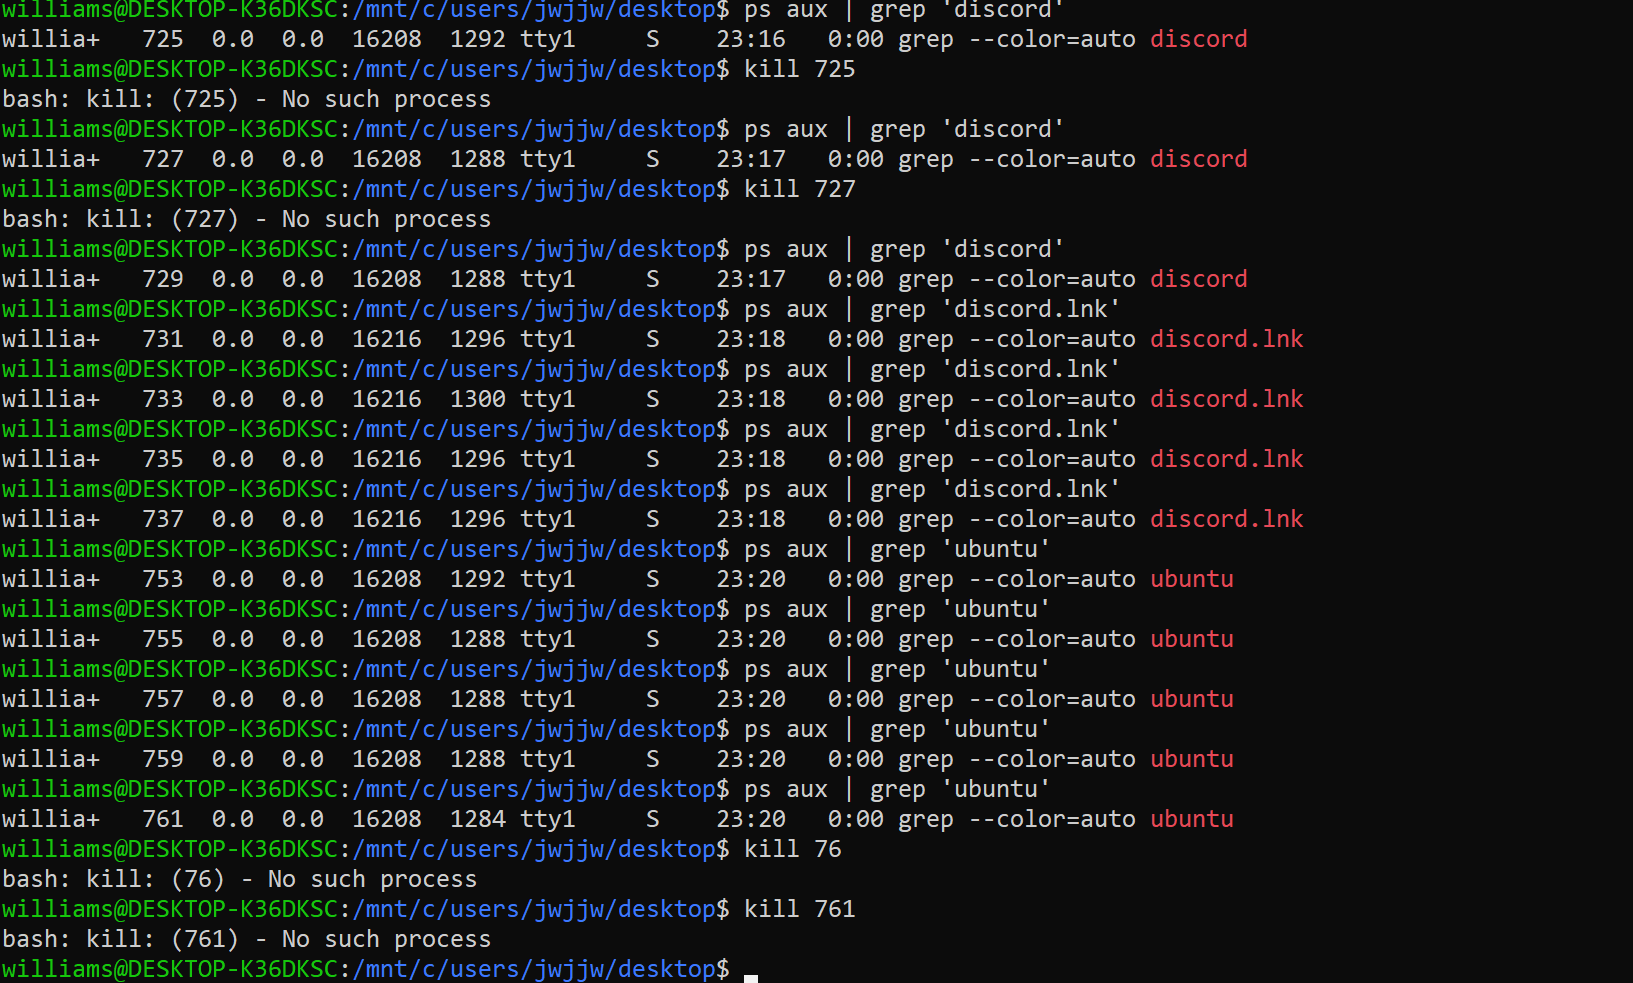 williams@DESKTOP-K36DKSC:/mnt/c/users/jwjjw/desktop$ ps aux | grep 'discord'
willia+   725  0.0  0.0  16208  1292 tty1     S    23:16   0:00 grep --color=auto discord
williams@DESKTOP-K36DKSC:/mnt/c/users/jwjjw/desktop$ kill 725
bash: kill: (725) - No such process
williams@DESKTOP-K36DKSC:/mnt/c/users/jwjjw/desktop$ ps aux | grep 'discord'
willia+   727  0.0  0.0  16208  1288 tty1     S    23:17   0:00 grep --color=auto discord
williams@DESKTOP-K36DKSC:/mnt/c/users/jwjjw/desktop$ kill 727
bash: kill: (727) - No such process
williams@DESKTOP-K36DKSC:/mnt/c/users/jwjjw/desktop$ ps aux | grep 'discord'
willia+   729  0.0  0.0  16208  1288 tty1     S    23:17   0:00 grep --color=auto discord
williams@DESKTOP-K36DKSC:/mnt/c/users/jwjjw/desktop$ ps aux | grep 'discord.lnk'
willia+   731  0.0  0.0  16216  1296 tty1     S    23:18   0:00 grep --color=auto discord.lnk
williams@DESKTOP-K36DKSC:/mnt/c/users/jwjjw/desktop$ ps aux | grep 'discord.lnk'
willia+   733  0.0  0.0  16216  1300 tty1     S    23:18   0:00 grep --color=auto discord.lnk
williams@DESKTOP-K36DKSC:/mnt/c/users/jwjjw/desktop$ ps aux | grep 'discord.lnk'
willia+   735  0.0  0.0  16216  1296 tty1     S    23:18   0:00 grep --color=auto discord.lnk
williams@DESKTOP-K36DKSC:/mnt/c/users/jwjjw/desktop$ ps aux | grep 'discord.lnk'
willia+   737  0.0  0.0  16216  1296 tty1     S    23:18   0:00 grep --color=auto discord.lnk
williams@DESKTOP-K36DKSC:/mnt/c/users/jwjjw/desktop$ ps aux | grep 'ubuntu'
willia+   753  0.0  0.0  16208  1292 tty1     S    23:20   0:00 grep --color=auto ubuntu
williams@DESKTOP-K36DKSC:/mnt/c/users/jwjjw/desktop$ ps aux | grep 'ubuntu'
willia+   755  0.0  0.0  16208  1288 tty1     S    23:20   0:00 grep --color=auto ubuntu
williams@DESKTOP-K36DKSC:/mnt/c/users/jwjjw/desktop$ ps aux | grep 'ubuntu'
willia+   757  0.0  0.0  16208  1288 tty1     S    23:20   0:00 grep --color=auto ubuntu
williams@DESKTOP-K36DKSC:/mnt/c/users/jwjjw/desktop$ ps aux | grep 'ubuntu'
willia+   759  0.0  0.0  16208  1288 tty1     S    23:20   0:00 grep --color=auto ubuntu
williams@DESKTOP-K36DKSC:/mnt/c/users/jwjjw/desktop$ ps aux | grep 'ubuntu'
willia+   761  0.0  0.0  16208  1284 tty1     S    23:20   0:00 grep --color=auto ubuntu
williams@DESKTOP-K36DKSC:/mnt/c/users/jwjjw/desktop$ kill 76
bash: kill: (76) - No such process
williams@DESKTOP-K36DKSC:/mnt/c/users/jwjjw/desktop$ kill 761
bash: kill: (761) - No such process
williams@DESKTOP-K36DKSC:/mnt/c/users/jwjjw/desktop$